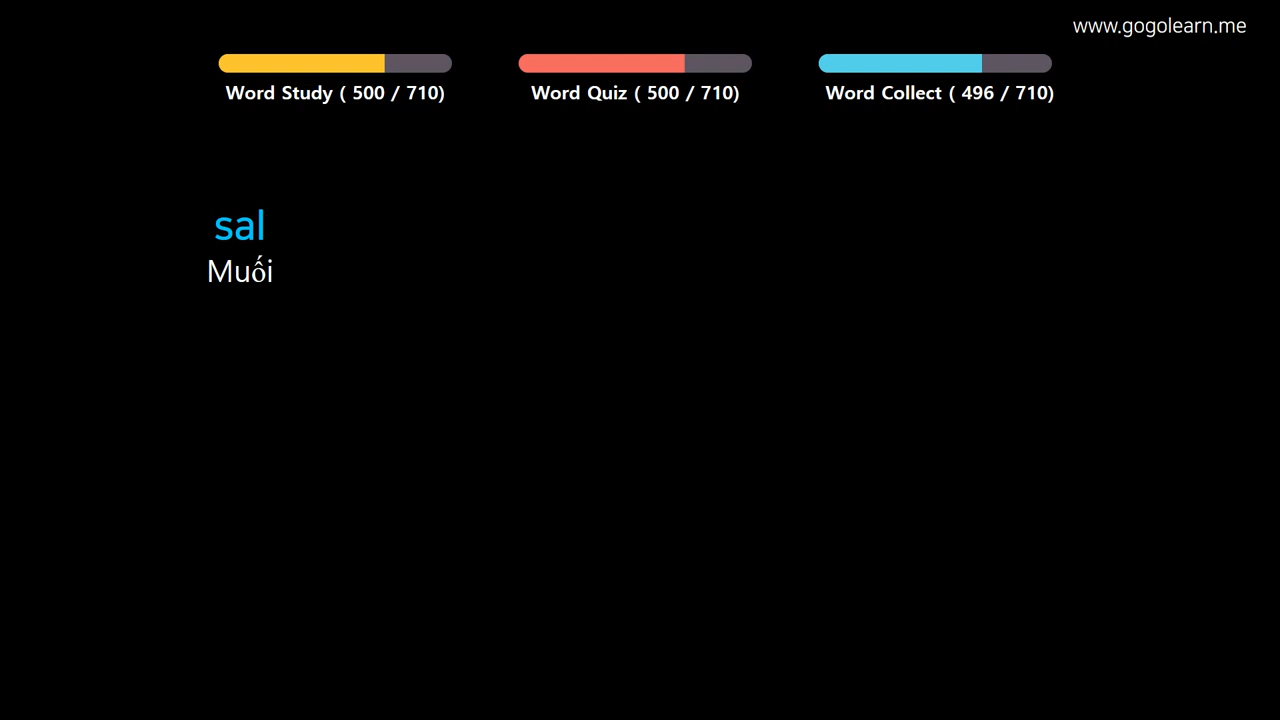 www.gogolearn.me
Word Study ( 500 / 710)
Word Quiz ( 500 / 710)
Word Collect ( 496 / 710)
sal
Muối